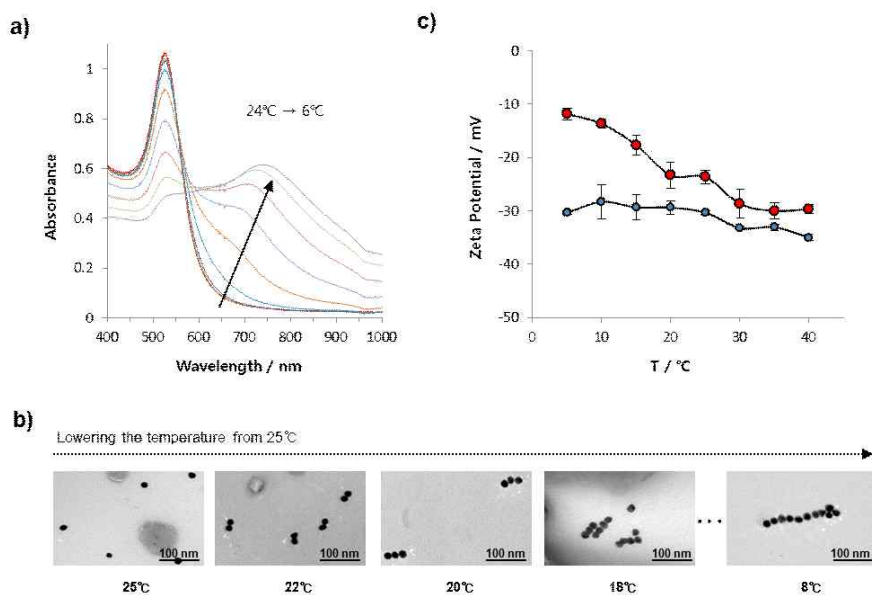 a)
Absorbance
1
0.8
0.6
0.4
0.2
0
24℃ → 6℃
400 500 600 700 800 900 1000
Wavelength / nm
c)
Zeta Potential / mV
0
-10
-20
-30
-40
-50
0 10 20 30 40
T / ℃
b)
Lowering the temperature from 25℃
100 nm 100 nm 100 nm 100 nm 100 nm
25℃ 22℃ 20℃ 18℃ 8℃